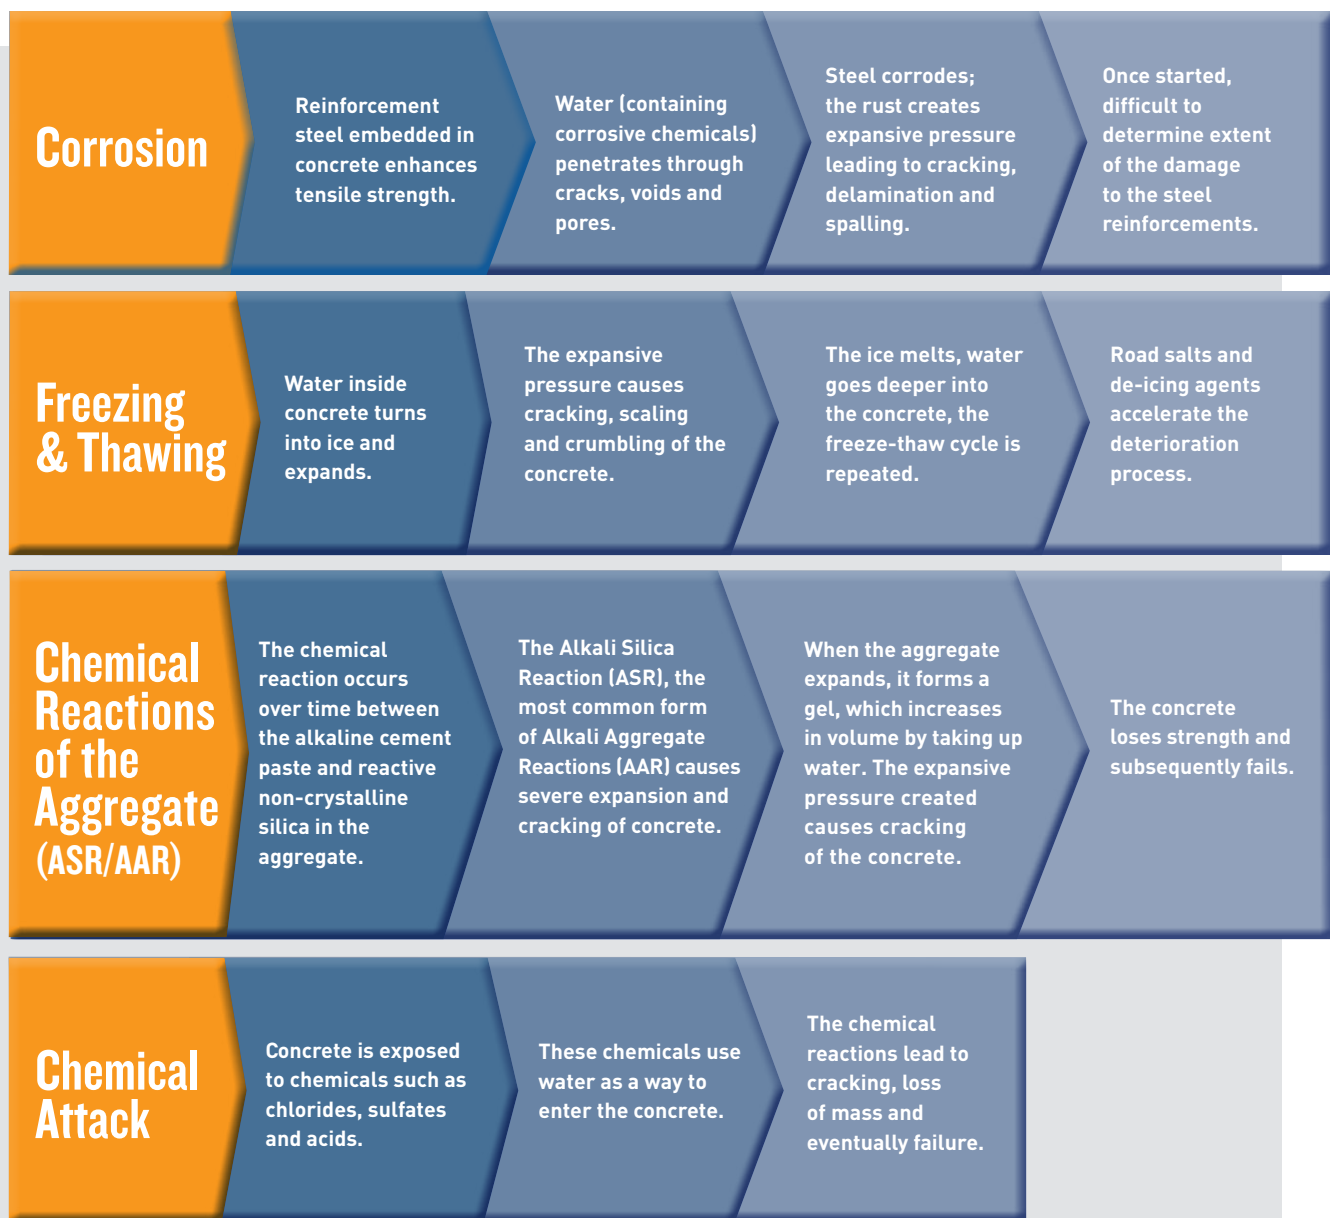 Corrosion
Reinforcement
steel embedded in
concrete enhances
tensile strength.
Water (containing
corrosive chemicals)
penetrates through
cracks, voids and
pores.
Steel corrodes;
the rust creates
expansive pressure
leading to cracking,
delamination and
spalling.
Once started,
difficult to
determine extent
of the damage
to the steel
reinforcements.
Freezing
& Thawing
Water inside
concrete turns
into ice and
expands.
The expansive
pressure causes
cracking, scaling
and crumbling of the
concrete.
The ice melts, water
goes deeper into
the concrete, the
freeze-thaw cycle is
repeated.
Road salts and
de-icing agents
accelerate the
deterioration
process.
Chemical
Reactions
of the
Aggregate
(ASR/AAR)
The chemical
reaction occurs
over time between
the alkaline cement
paste and reactive
non-crystalline
silica in the
aggregate.
The Alkali Silica
Reaction (ASR), the
most common form
of Alkali Aggregate
Reactions (AAR) causes
severe expansion and
cracking of concrete.
When the aggregate
expands, it forms a
gel, which increases
in volume by taking up
water. The expansive
pressure created
causes cracking
of the concrete.
The concrete
loses strength and
subsequently fails.
Chemical
Attack
Concrete is exposed
to chemicals such as
chlorides, sulfates
and acids.
These chemicals use
water as a way to
enter the concrete.
The chemical
reactions lead to
cracking, loss
of mass and
eventually failure.